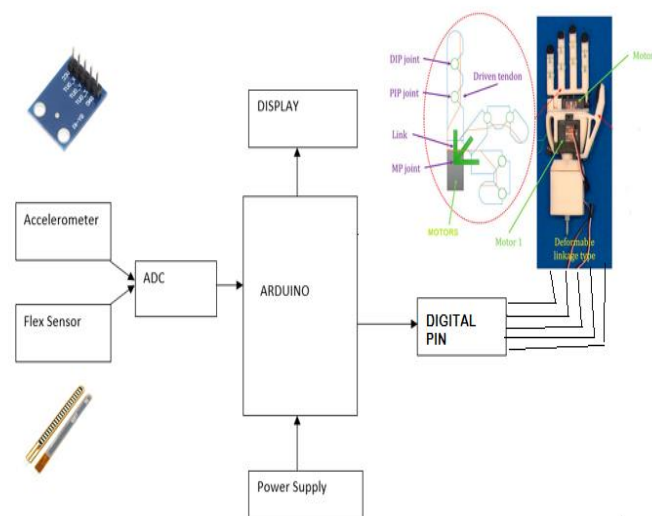 DISPLAY
Accelerometer
ADC
Flex Sensor
ARDUINO
DIGITAL
PIN
Power Supply
DIP joint
PIP joint
Driven tendon
Link
MP joint
MOTORS
Motor
Motor 1
Deformable
linkage type